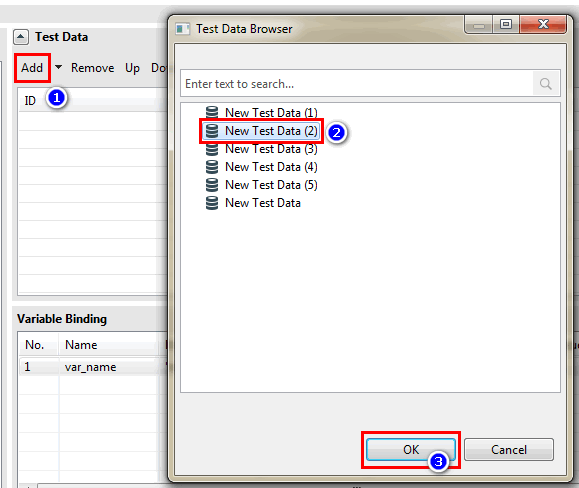 Test Data
Add Remove Up
ID
1
Variable Binding
No. Name
1 var_name
Test Data Browser
Enter text to search...
New Test Data (1)
New Test Data (2)
2
New Test Data (3)
New Test Data (4)
New Test Data (5)
New Test Data
OK Cancel
3